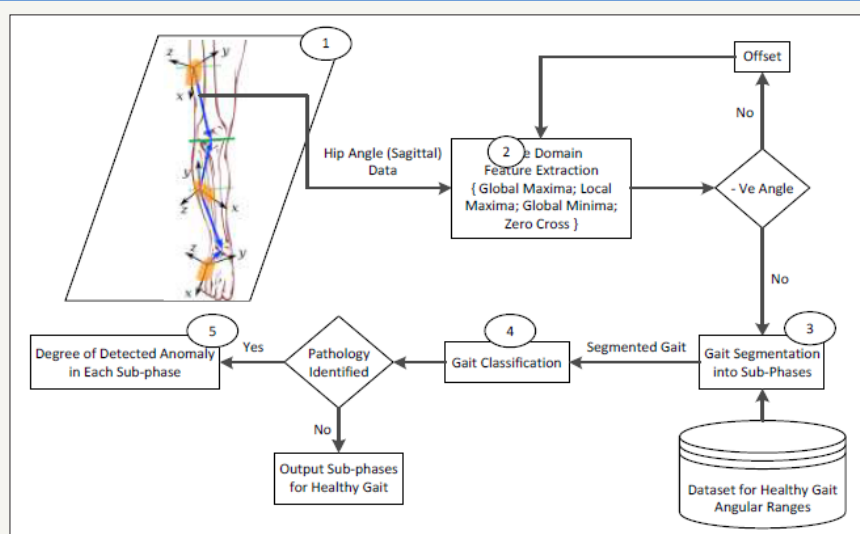 1
z
y
x
y
z
x
z
y
x
Hip Angle (Sagittal)
Data
2
e Domain
Feature Extraction
{ Global Maxima; Local
Maxima; Global Minima;
Zero Cross }
Offset
No
- Ve Angle
No
3
Gait Segmentation
into Sub-Phases
Dataset for Healthy Gait
Angular Ranges
Segmented Gait
4
Gait Classification
Pathology
Identified
Yes
5
Degree of Detected Anomaly
in Each Sub-phase
No
Output Sub-phases
for Healthy Gait